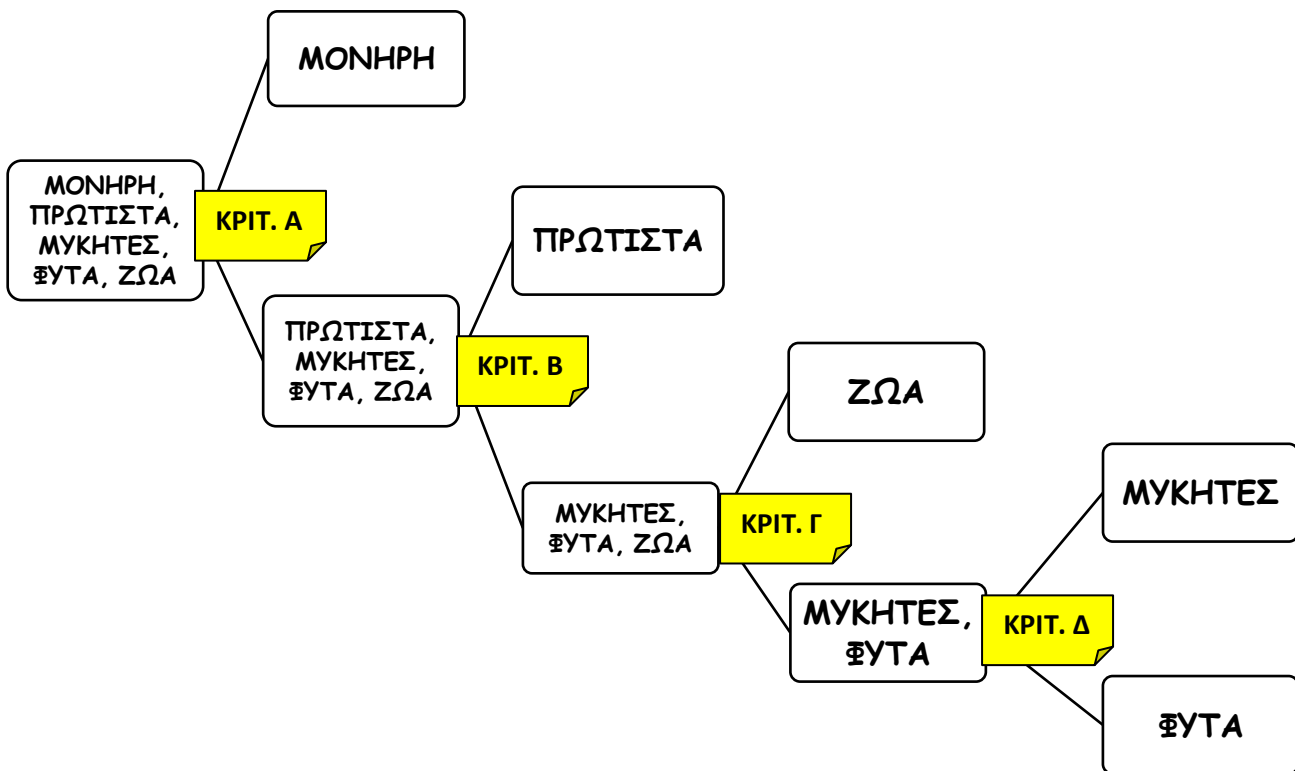 ΜΟΝΗΡΗ
ΜΟΝΗΡΗ,
ΠΡΩΤΙΣΤΑ,
ΜΥΚΗΤΕΣ,
ΦΥΤΑ, ΖΩΑ
ΚΡΙΤ. Α
ΠΡΩΤΙΣΤΑ
ΠΡΩΤΙΣΤΑ,
ΜΥΚΗΤΕΣ,
ΦΥΤΑ, ΖΩΑ
ΚΡΙΤ. Β
ΖΩΑ
ΜΥΚΗΤΕΣ,
ΦΥΤΑ, ΖΩΑ
ΚΡΙΤ. Γ
ΜΥΚΗΤΕΣ
ΜΥΚΗΤΕΣ,
ΦΥΤΑ
ΚΡΙΤ. Δ
ΦΥΤΑ